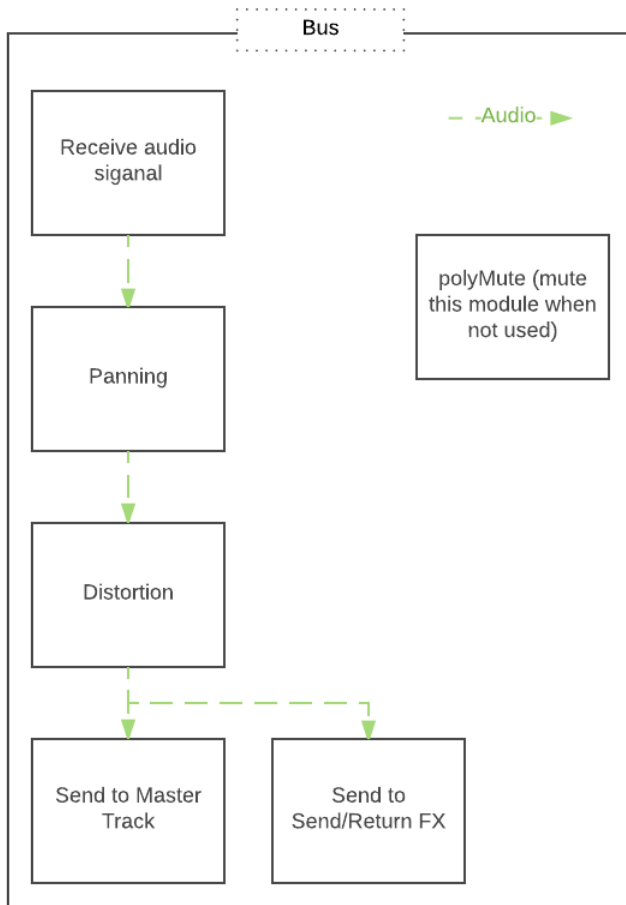 Bus
Receive audio
siganal
Audio
polyMute (mute
this module when
not used)
Panning
Distortion
Send to Master
Track
Send to
Send/Return FX